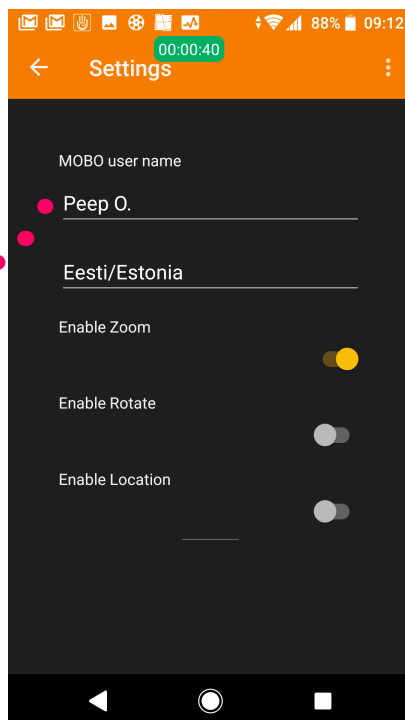 88% 09:12
00:00:40
Settings
MOBO user name
Peep O.
Eesti/Estonia
Enable Zoom
Enable Rotate
Enable Location